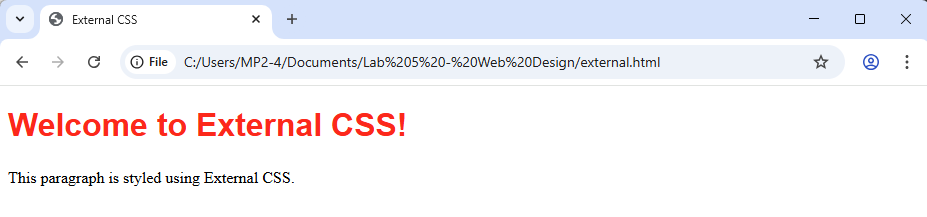 External CSS
File
C:/Users/MP2-4/Documents/Lab%205%20-%20Web%20Design/external.html
Welcome to External CSS!
This paragraph is styled using External CSS.